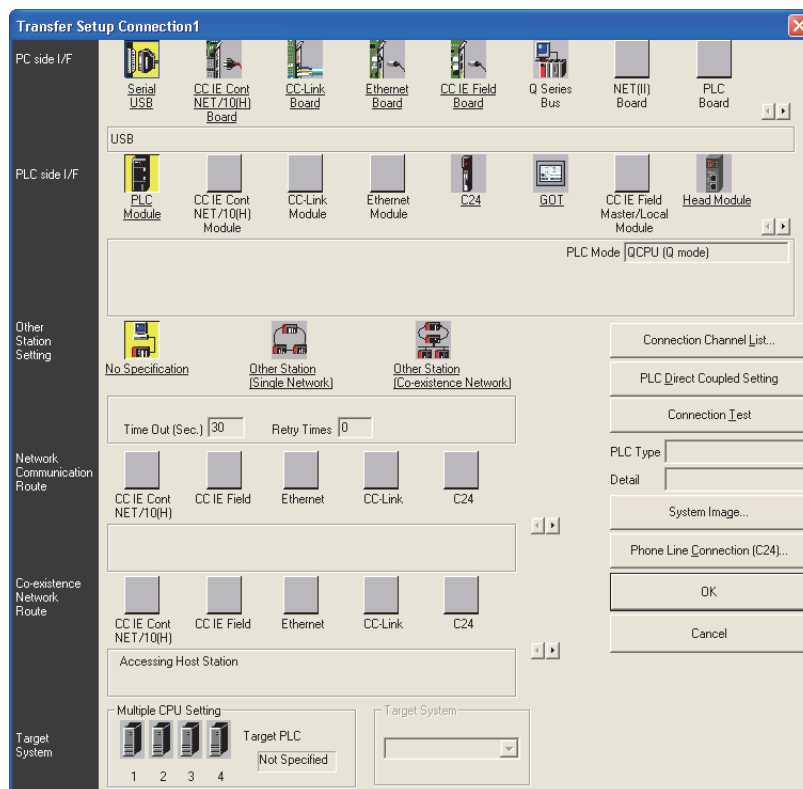 Transfer Setup Connection1
PC side I/F
Serial USB
CC IE Cont NET/10(H) Board
CC-Link Board
Ethernet Board
CC IE Field Board
Q Series Bus
NET(II) Board
PLC Board
USB
PLC side I/F
PLC Module
CC IE Cont NET/10(H) Module
CC-Link Module
Ethernet Module
C24
GOT
CC IE Field Master/Local Module
Head Module
PLC Mode QCPU (Q mode)
Other Station Setting
No Specification
Other Station (Single Network)
Other Station (Co-existence Network)
Time Out (Sec.) 30 Retry Times 0
Connection Channel List...
PLC Direct Coupled Setting
Connection Test
PLC Type
Detail
System Image...
Phone Line Connection (C24)...
OK
Cancel
Network Communication Route
CC IE Cont NET/10(H)
CC IE Field
Ethernet
CC-Link
C24
Co-existence Network Route
CC IE Cont NET/10(H)
CC IE Field
Ethernet
CC-Link
C24
Accessing Host Station
Target System
Multiple CPU Setting
1 2 3 4
Target PLC
Not Specified
Target System